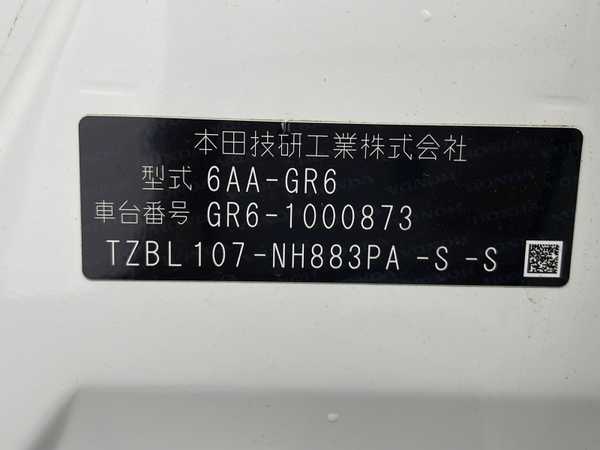 本田技研工業株式会社
型式 6AA-GR6
車台番号 GR6-1000873
TZBL107-NH883PA-S-S